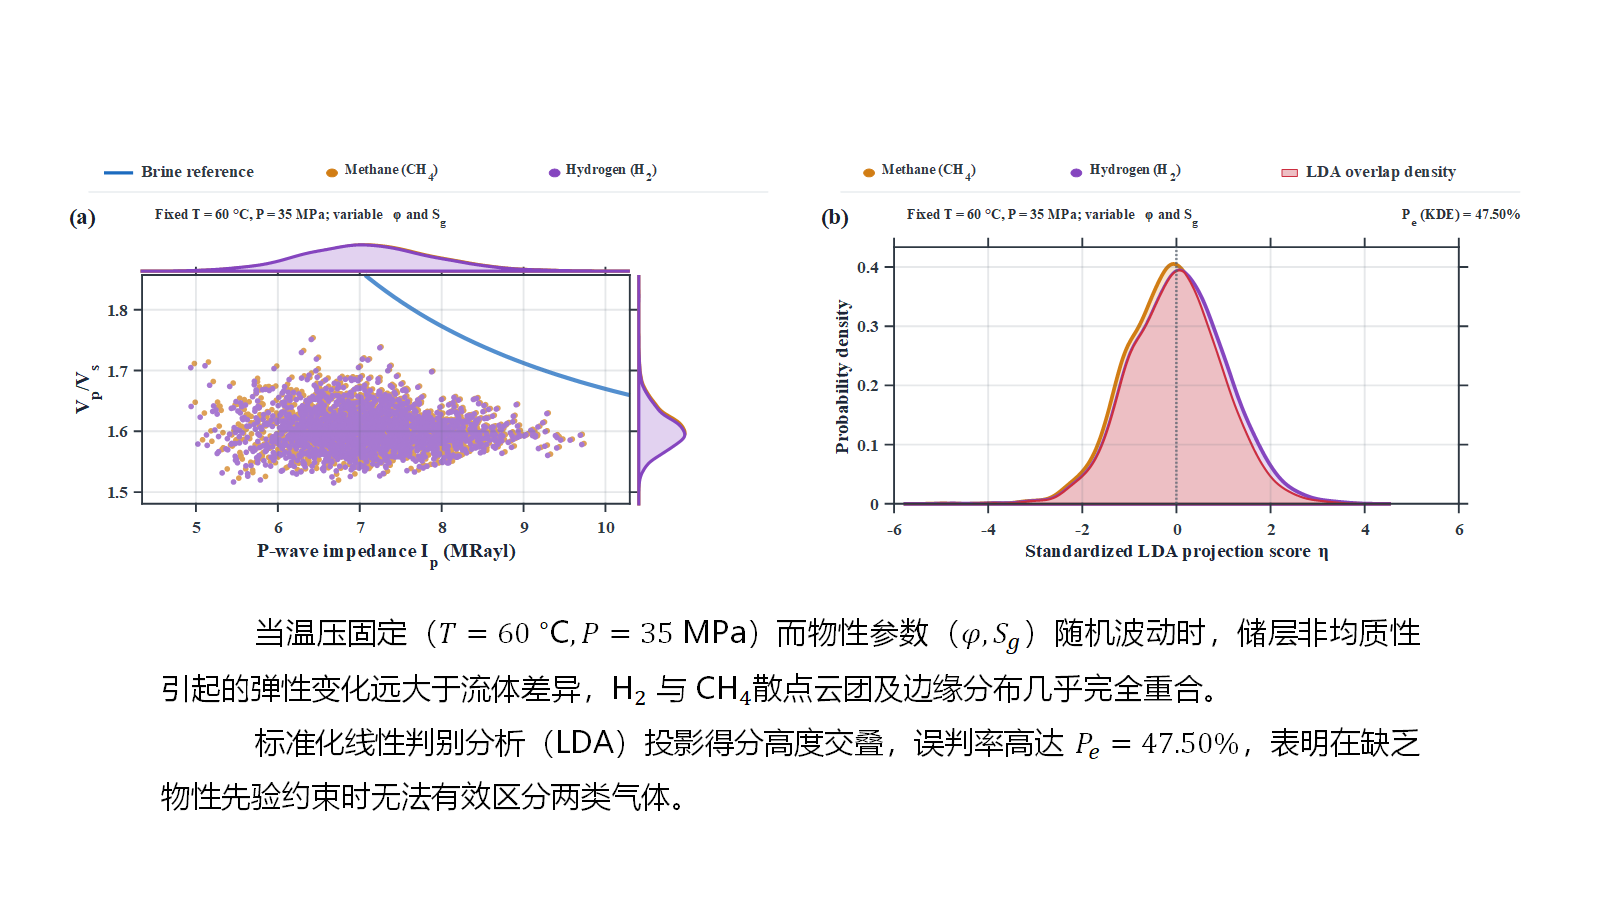 Brine reference
Methane (CH4)
Hydrogen (H2)
(a)
Fixed T = 60 °C, P = 35 MPa; variable φ and Sg
1.8
1.7
1.6
1.5
Vp/Vs
5 6 7 8 9 10
P-wave impedance Ip (MRayl)
Methane (CH4)
Hydrogen (H2)
LDA overlap density
(b)
Fixed T = 60 °C, P = 35 MPa; variable φ and Sg
Pe (KDE) = 47.50%
0.4
0.3
0.2
0.1
0
Probability density
-6 -4 -2 0 2 4 6
Standardized LDA projection score η
当温压固定（T = 60 °C, P = 35 MPa）而物性参数（φ, Sg）随机波动时，储层非均质性
引起的弹性变化远大于流体差异，H2 与 CH4散点云团及边缘分布几乎完全重合。
标准化线性判别分析（LDA）投影得分高度交叠，误判率高达 Pe = 47.50%，表明在缺乏
物性先验约束时无法有效区分两类气体。